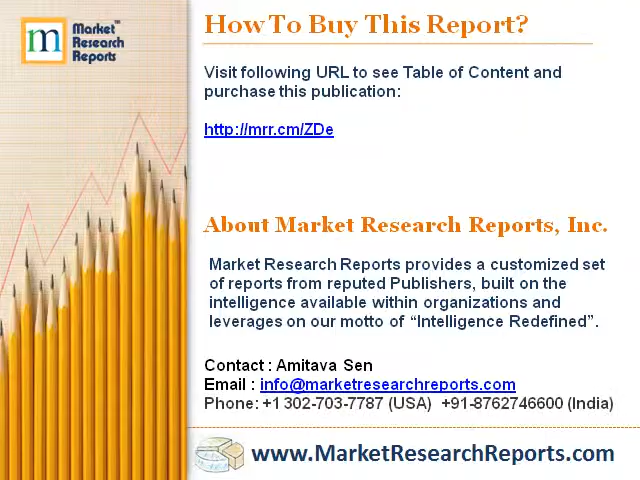 Market
Research
Reports
TM
m
How To Buy This Report?
Visit following URL to see Table of Content and
purchase this publication:
http://mrr.cm/ZDe
About Market Research Reports, Inc.
Market Research Reports provides a customized set
of reports from reputed Publishers, built on the
intelligence available within organizations and
leverages on our motto of “Intelligence Redefined”.
Contact : Amitava Sen
Email : info@marketresearchreports.com
Phone: +1 302-703-7787 (USA)  +91-8762746600 (India)
www.MarketResearchReports.com